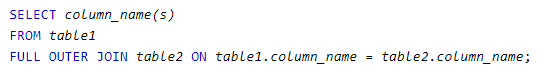 SELECT column_name(s)
FROM table1
FULL OUTER JOIN table2 ON table1.column_name = table2.column_name;